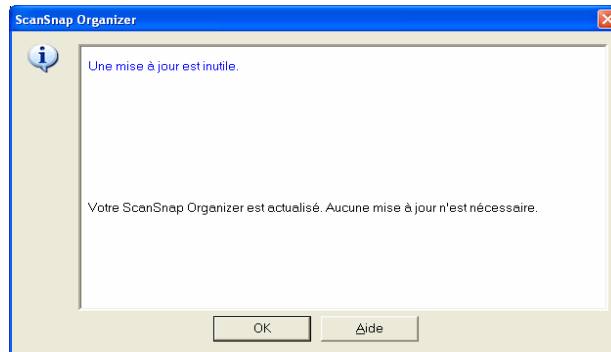 ScanSnap Organizer
Une mise à jour est inutile.
Votre ScanSnap Organizer est actualisé. Aucune mise à jour n'est nécessaire.
OK
Aide